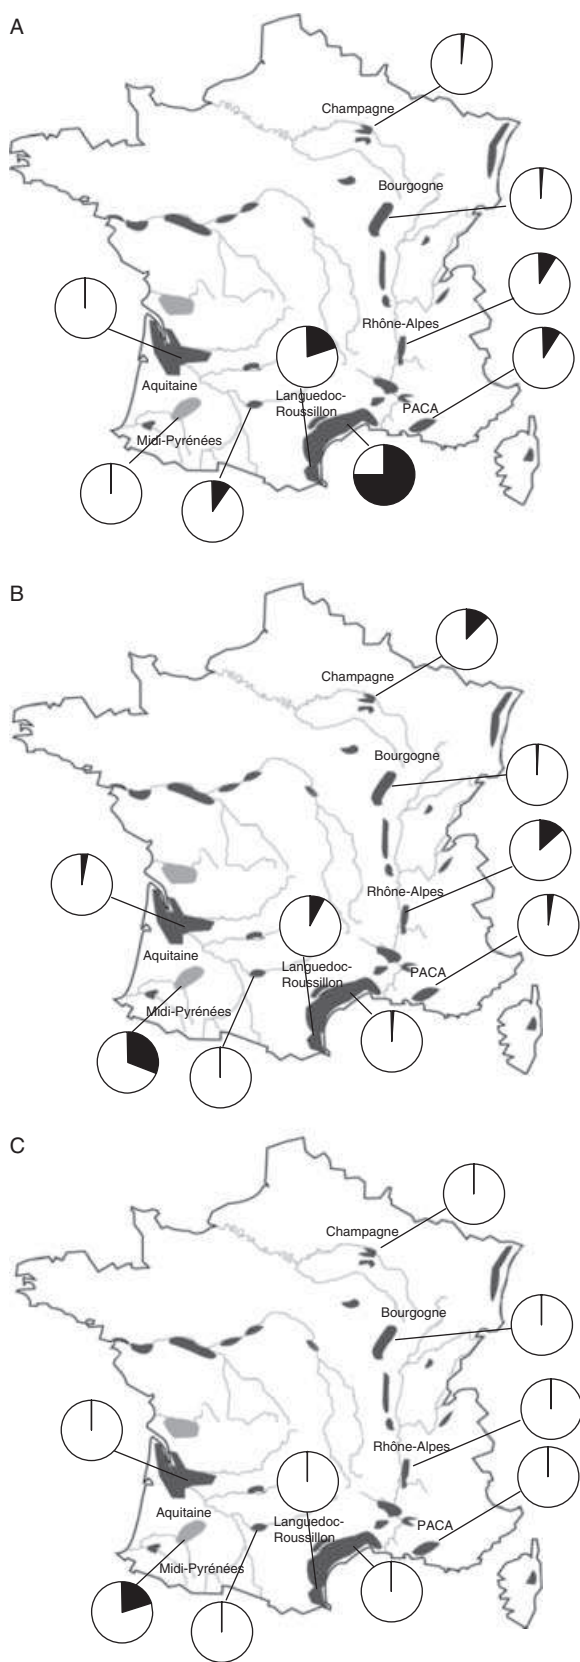 A
Champagne
Bourgogne
Rhône-Alpes
Languedoc-
Roussillon
PACA
Aquitaine
Midi-Pyrénées
B
Champagne
Bourgogne
Rhône-Alpes
Aquitaine
Languedoc-
Roussillon
PACA
Midi-Pyrénées
C
Champagne
Bourgogne
Rhône-Alpes
Aquitaine
Languedoc-
Roussillon
PACA
Midi-Pyrénées